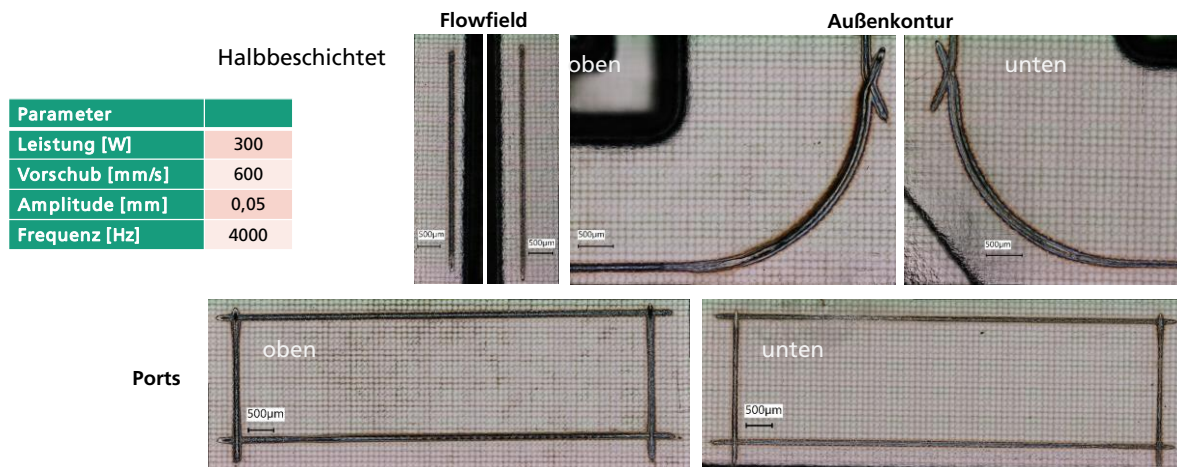 Flowfield
Außenkontur
Halbbeschichtet
oben
unten
Parameter
Leistung [W] 300
Vorschub [mm/s] 600
Amplitude [mm] 0,05
Frequenz [Hz] 4000
500µm
500µm
500µm
500µm
Ports
oben
unten
500µm
500µm